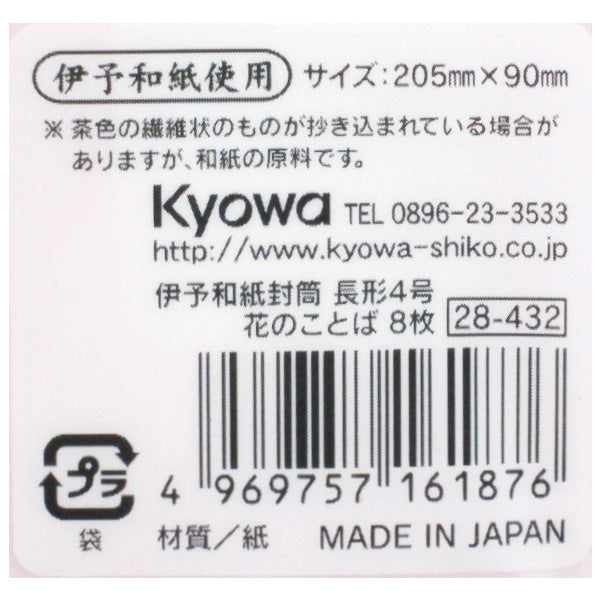 伊予和紙使用 サイズ:205mm×90mm
※茶色の繊維状のものが抄き込まれている場合が
ありますが、和紙の原料です。
Kyowa TEL 0896-23-3533
http://www.kyowa-shiko.co.jp
伊予和紙封筒 長形4号
花のことば 8枚 28-432
プラ
4 969757 161876
袋 材質/紙 MADE IN JAPAN